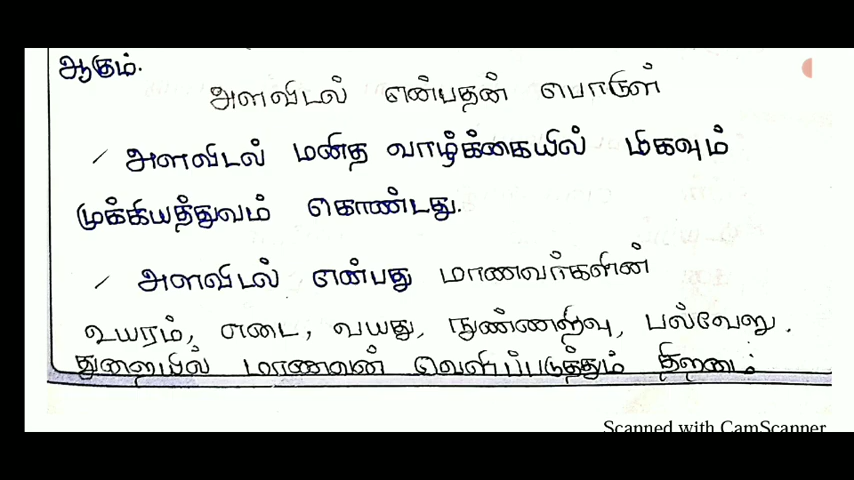 ஆகும்.
அளவிடல் என்பதன் பொருள்
அளவிடல் மனித வாழ்க்கையில் மிகவும்
முக்கியத்துவம் கொண்டது.
அளவிடல் என்பது மாணவர்களின்
உயரம், எடை, வயது, நுண்ணறிவு, பல்வேறு.
துறையில் மாணவன் வெளிப்படுத்தும் திறனை
Scanned with CamScanner